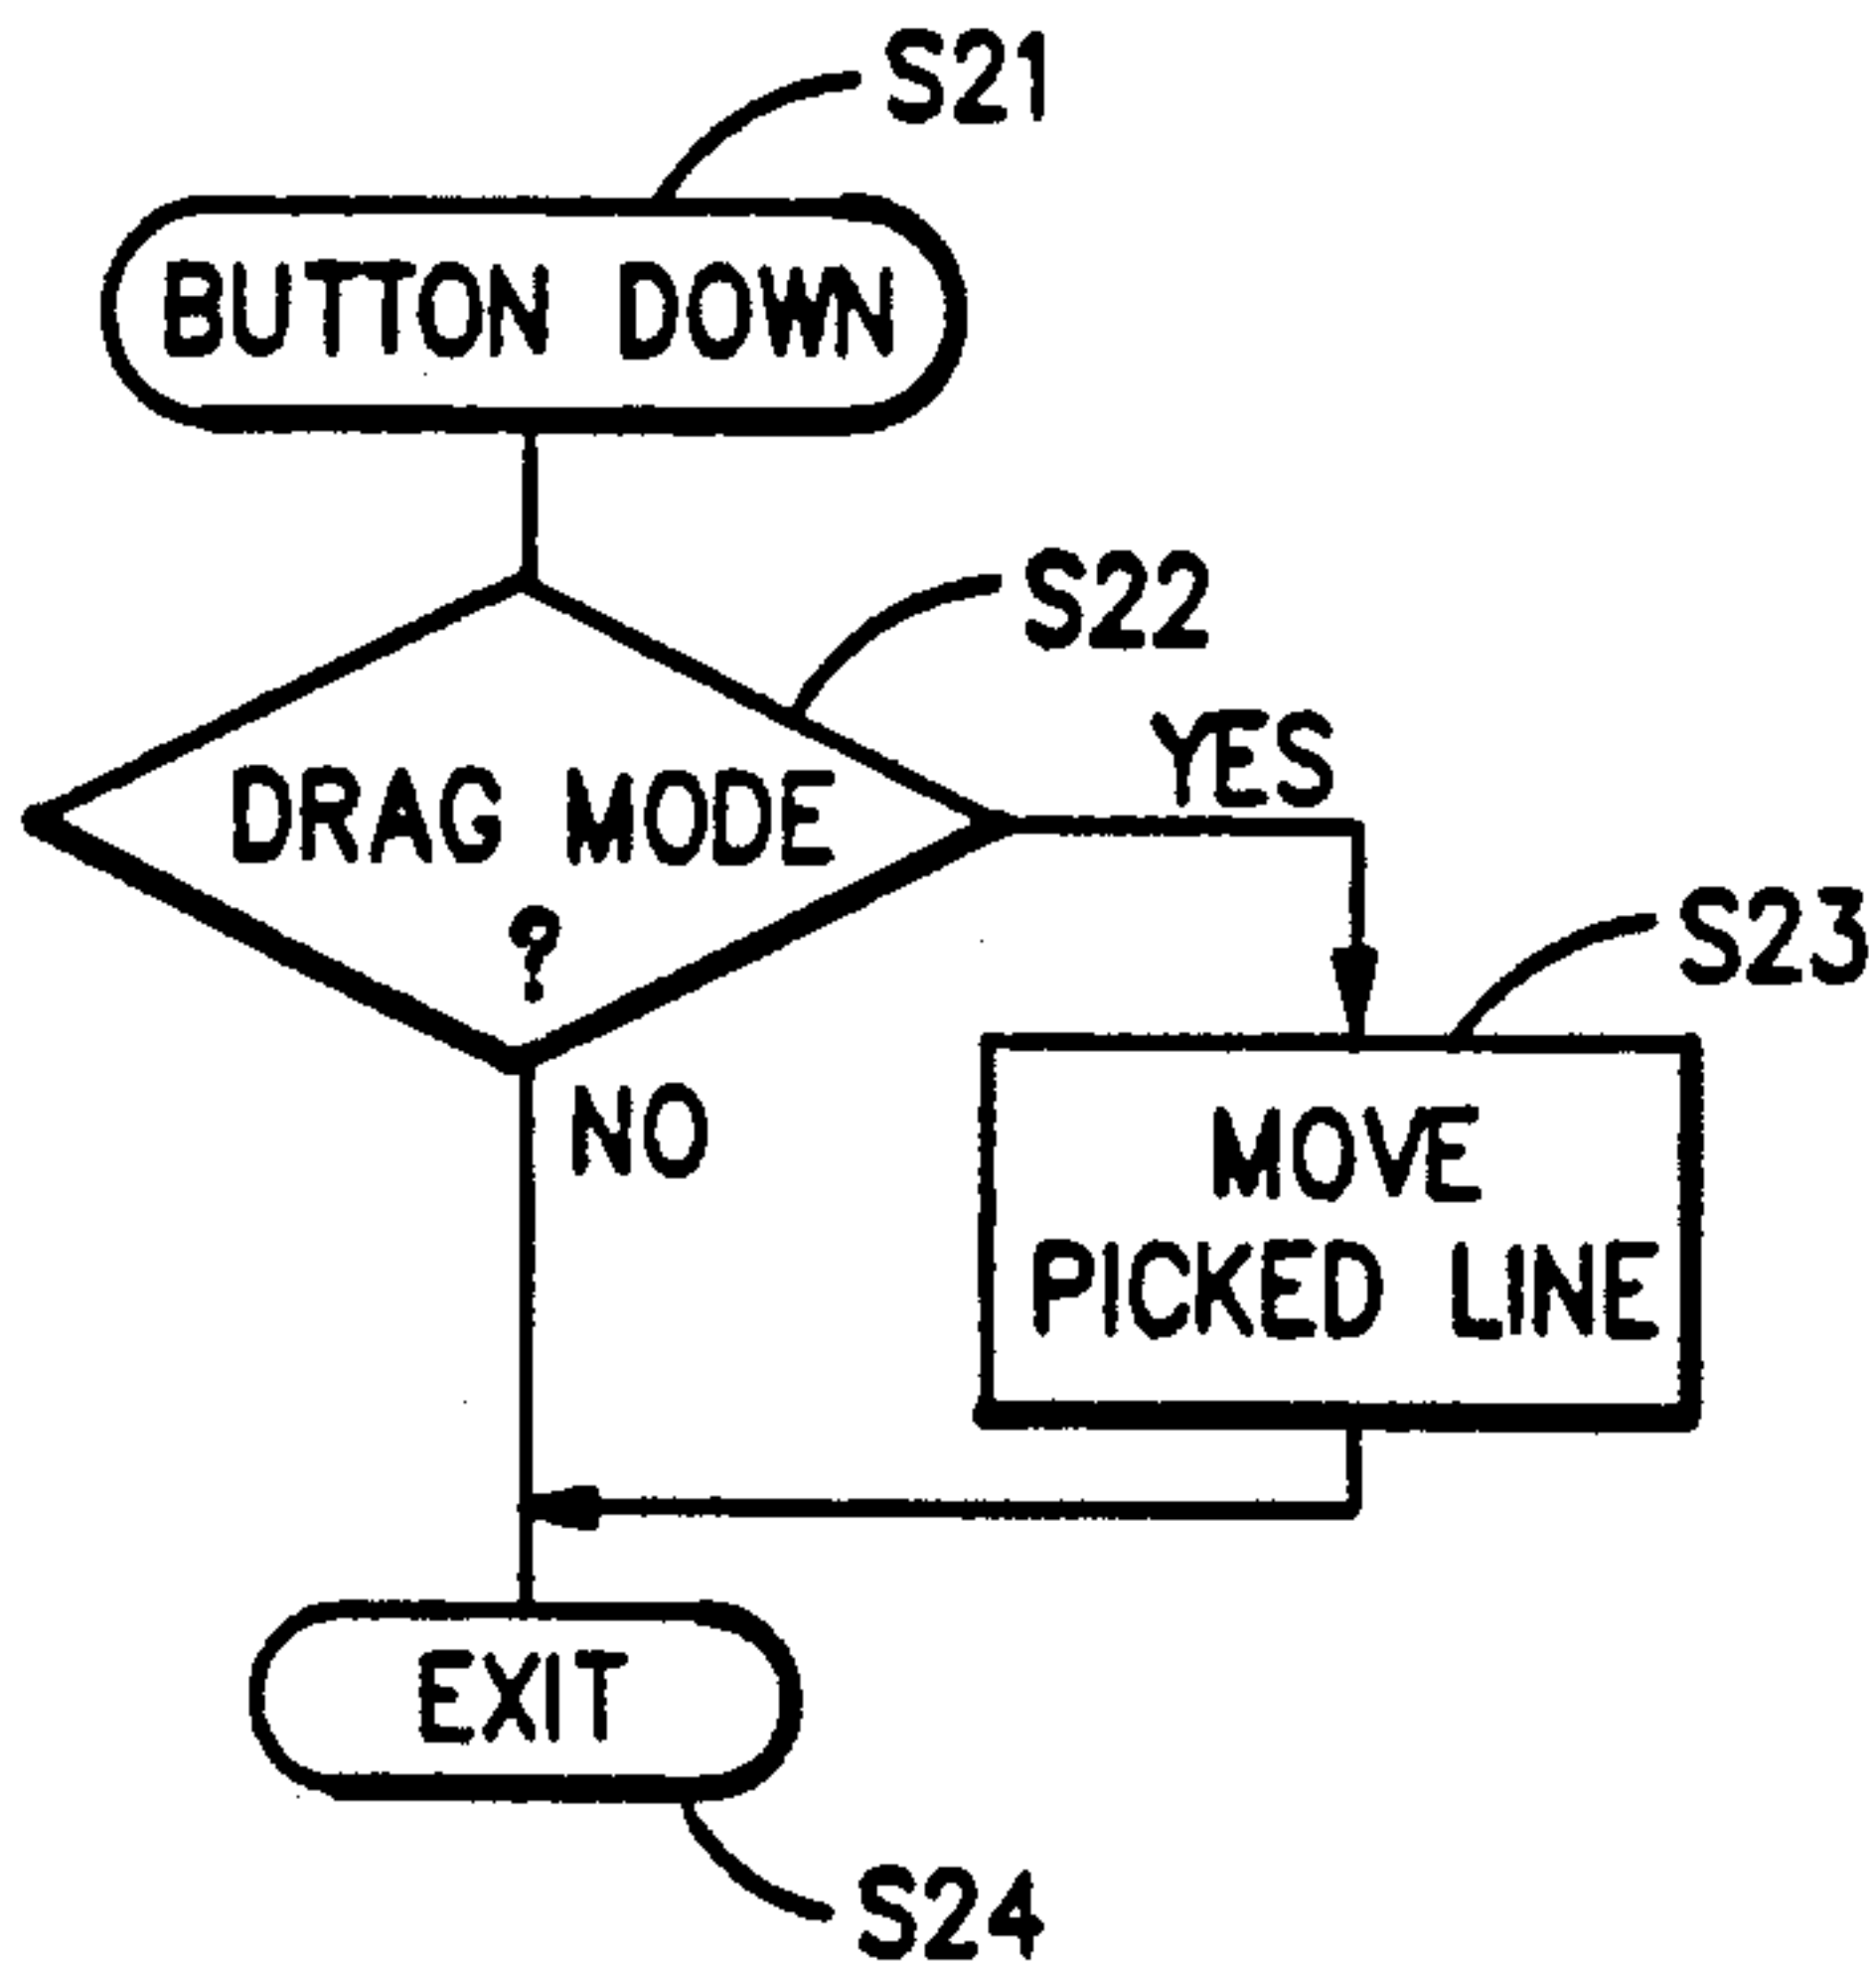 S21
BUTTON DOWN
S22
DRAG MODE
?
YES
NO
S23
MOVE
PICKED LINE
EXIT
S24